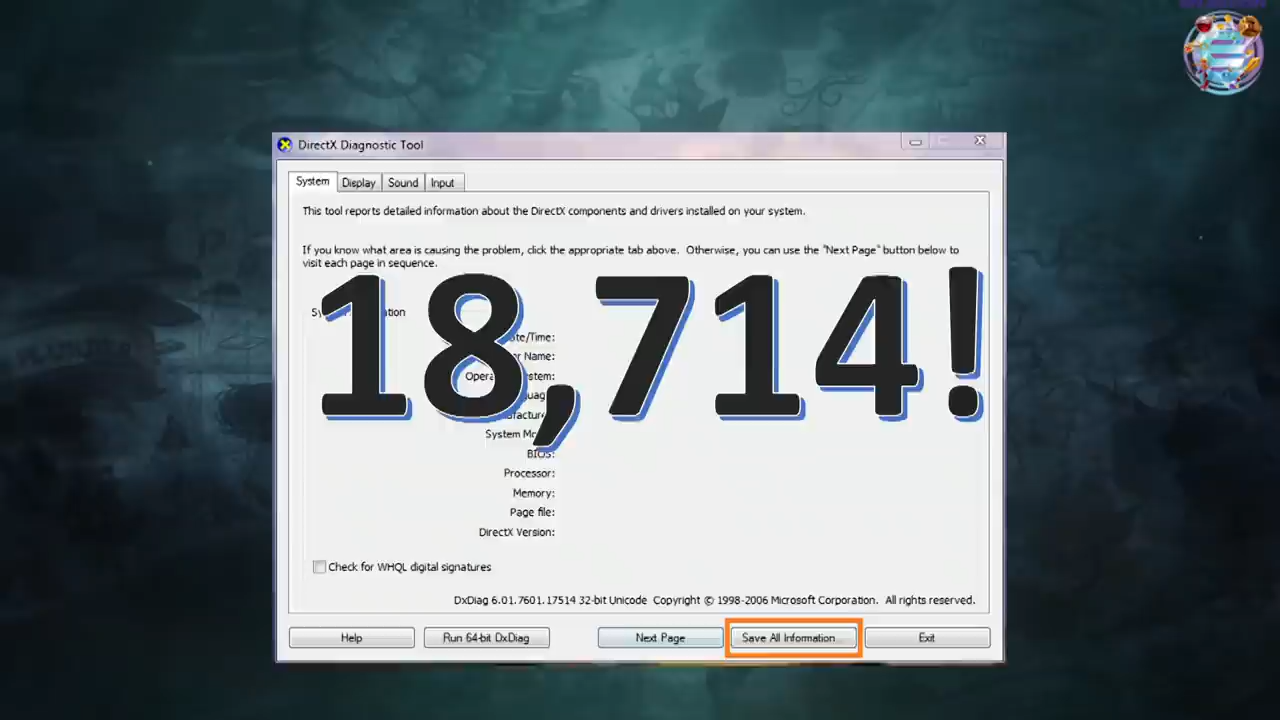 DirectX Diagnostic Tool
System Display Sound Input
This tool reports detailed information about the DirectX components and drivers installed on your system.
If you know what area is causing the problem, click the appropriate tab above. Otherwise, you can use the "Next Page" button below to
visit each page in sequence.
18,714!
Processor:
Memory:
Page file:
DirectX Version:
Check for WHQL digital signatures
DxDiag 6.01.7601.17514 32-bit Unicode Copyright © 1998-2006 Microsoft Corporation. All rights reserved.
Help Run 64-bit DxDiag Next Page Save All Information... Exit